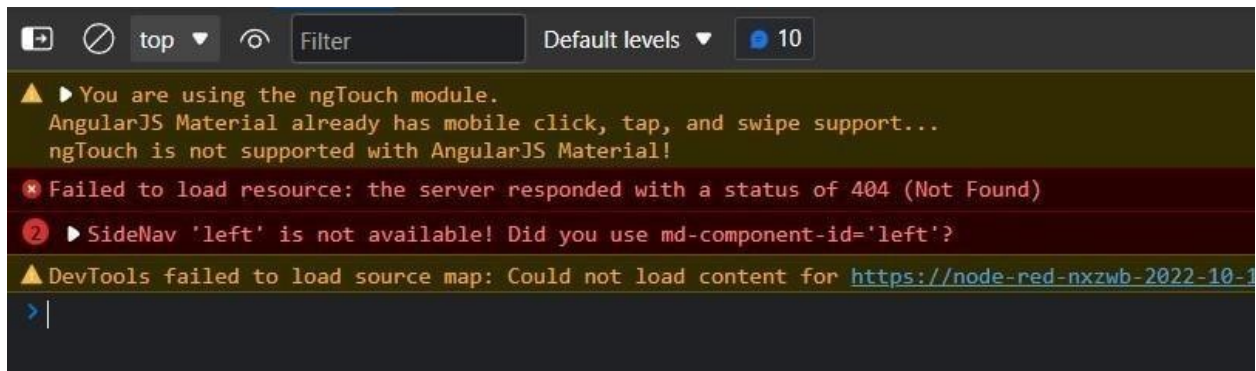 top Filter Default levels 10
You are using the ngTouch module.
AngularJS Material already has mobile click, tap, and swipe support...
ngTouch is not supported with AngularJS Material!
Failed to load resource: the server responded with a status of 404 (Not Found)
2 SideNav 'left' is not available! Did you use md-component-id='left'?
DevTools failed to load source map: Could not load content for https://node-red-nxzwb-2022-10-1
>